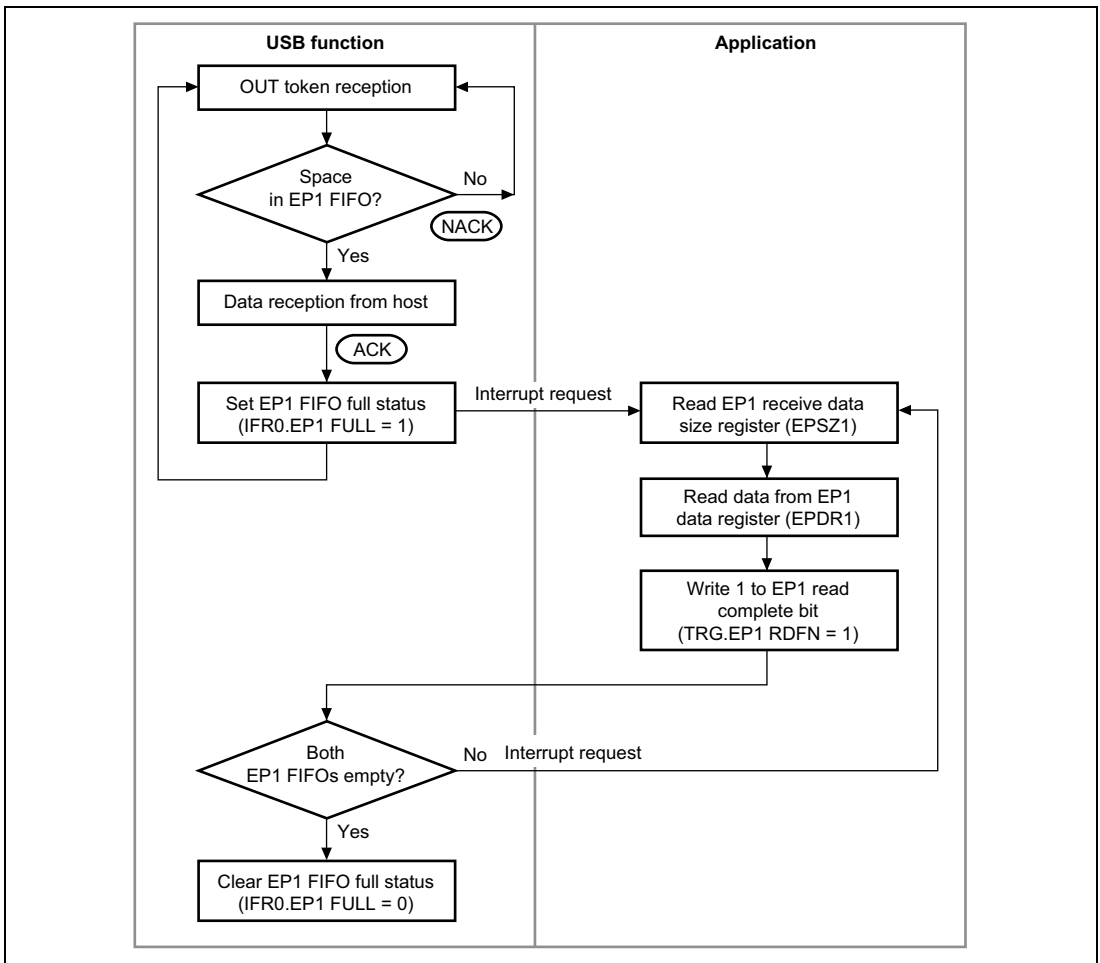 USB function
Application
OUT token reception
Space
in EP1 FIFO?
No
NACK
Yes
Data reception from host
ACK
Set EP1 FIFO full status
(IFR0.EP1 FULL = 1)
Interrupt request
Read EP1 receive data
size register (EPSZ1)
Read data from EP1
data register (EPDR1)
Write 1 to EP1 read
complete bit
(TRG.EP1 RDFN = 1)
Both
EP1 FIFOs empty?
No
Interrupt request
Yes
Clear EP1 FIFO full status
(IFR0.EP1 FULL = 0)